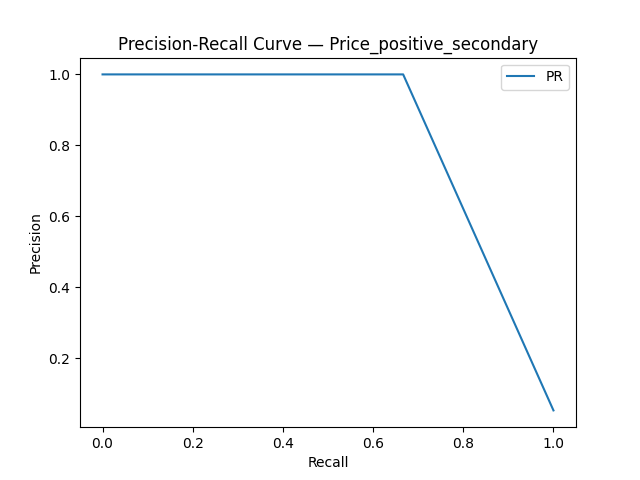 Precision-Recall Curve — Price_positive_secondary
PR
1.0
0.8
0.6
0.4
0.2
Precision
0.0 0.2 0.4 0.6 0.8 1.0
Recall